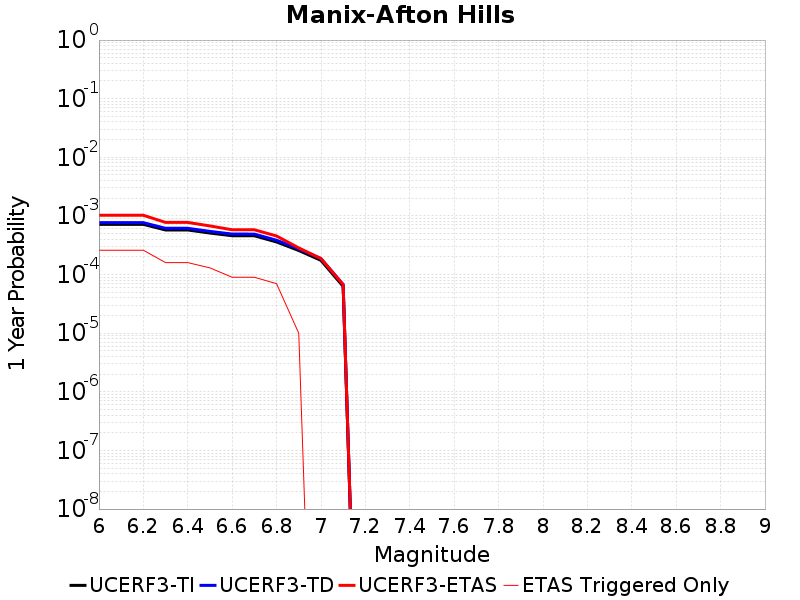 Manix-Afton Hills
10^0
10^-1
10^-2
10^-3
10^-4
10^-5
10^-6
10^-7
10^-8
1 Year Probability
6 6.2 6.4 6.6 6.8 7 7.2 7.4 7.6 7.8 8 8.2 8.4 8.6 8.8 9
Magnitude
UCERF3-TI UCERF3-TD UCERF3-ETAS ETAS Triggered Only